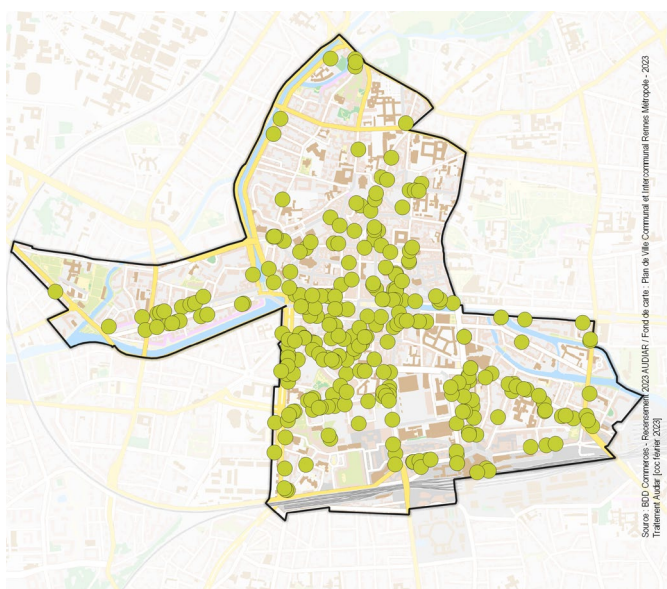 Source : BDD Commerces - Recensement 2023 AUDIAR / Fond de carte : Plan de Ville Communal et Intercommunal Rennes Métropole - 2023
Traitement Audiar [ooc février 2023]